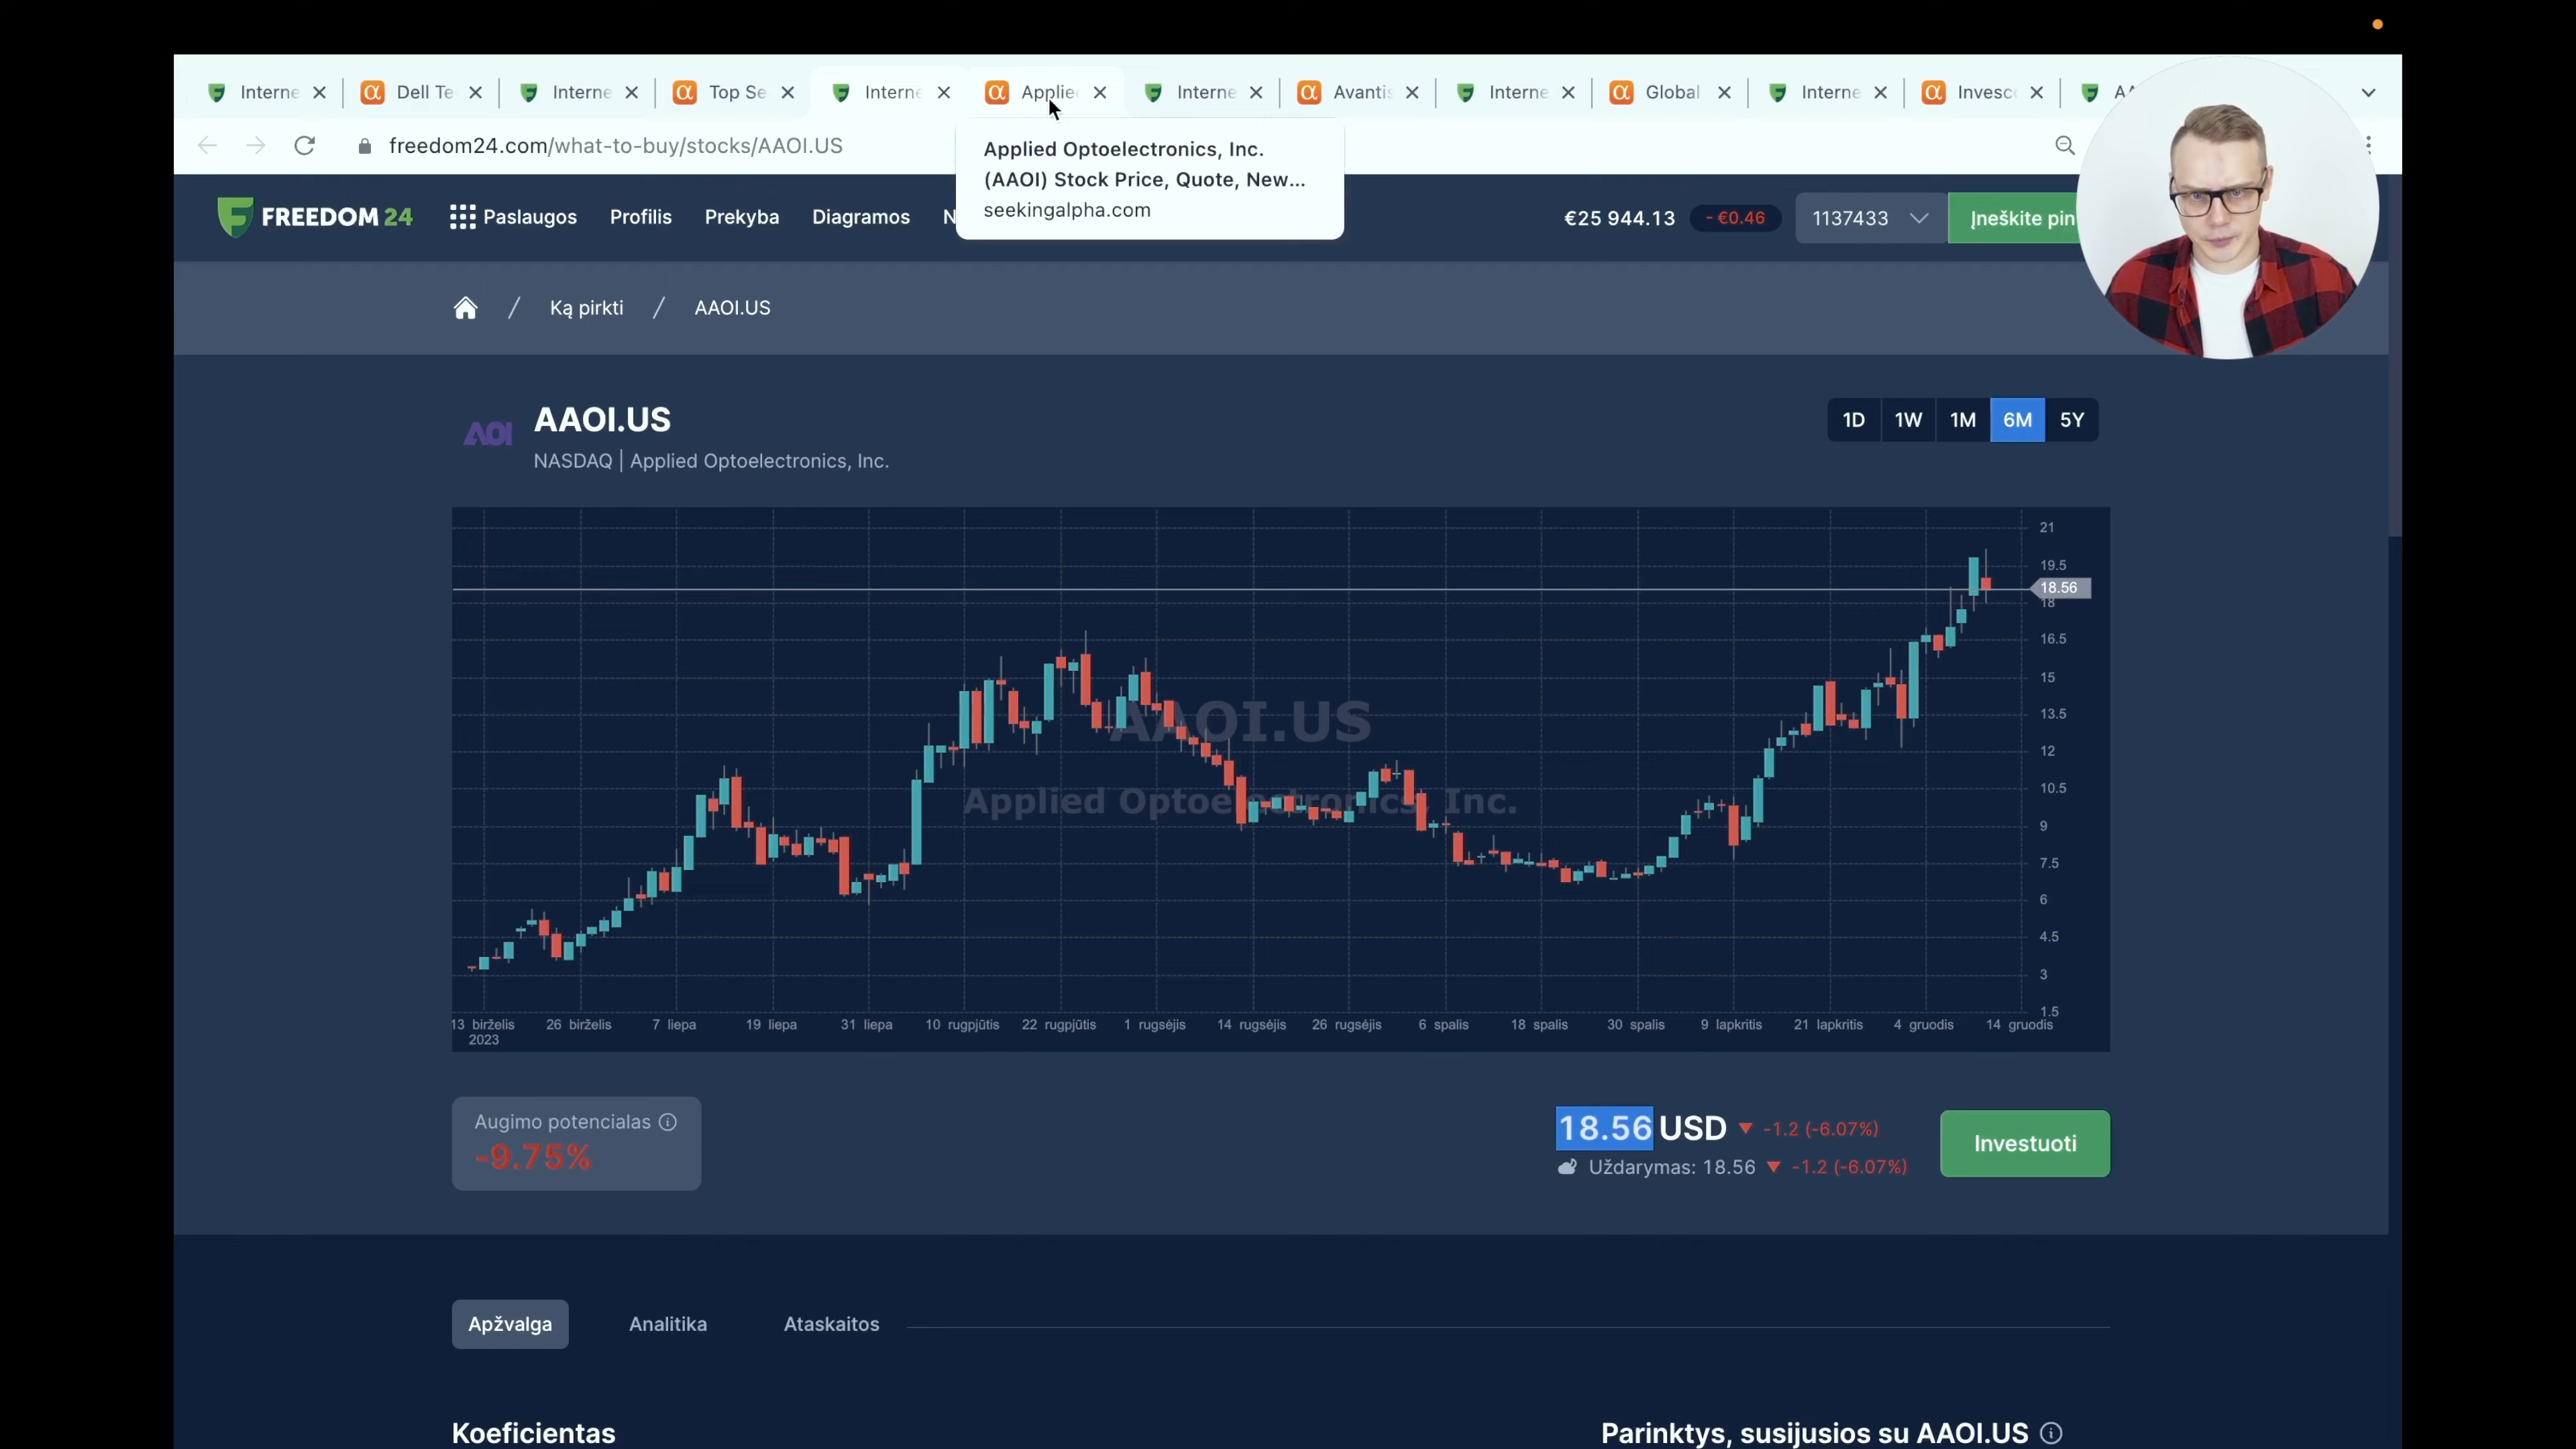 Interne
Dell Te
Interne
Top Se
Interne
Applied
Interne
Avantis
Interne
Global
Interne
Invesc
freedom24.com/what-to-buy/stocks/AAOI.US
Applied Optoelectronics, Inc.
(AAOI) Stock Price, Quote, New...
seekingalpha.com
FREEDOM 24
Paslaugos
Profilis
Prekyba
Diagramos
N
€25 944.13
- €0.46
1137433
Įneškite pin
/ Ką pirkti / AAOI.US
AOI
AAOI.US
NASDAQ | Applied Optoelectronics, Inc.
1D 1W 1M 6M 5Y
AAOI.US
Applied Optoelectronics, Inc.
21
19.5
18.56
18
16.5
15
13.5
12
10.5
9
7.5
6
4.5
3
1.5
13 birželis 26 birželis 7 liepa 19 liepa 31 liepa 10 rugpjūtis 22 rugpjūtis 1 rugsėjis 14 rugsėjis 26 rugsėjis 6 spalis 18 spalis 30 spalis 9 lapkritis 21 lapkritis 4 gruodis 14 gruodis
2023
Augimo potencialas
-9.75%
18.56 USD ▼ -1.2 (-6.07%)
Uždarymas: 18.56 ▼ -1.2 (-6.07%)
Investuoti
Apžvalga
Analitika
Ataskaitos
Koeficientas
Parinktys, susijusios su AAOI.US